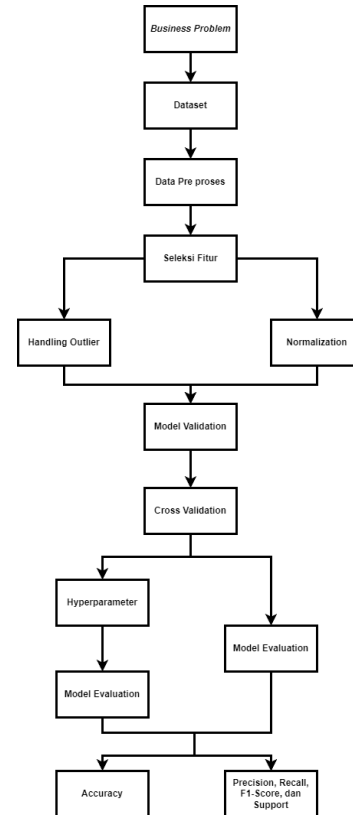 Business Problem
Dataset
Data Pre proses
Seleksi Fitur
Handling Outlier
Normalization
Model Validation
Cross Validation
Hyperparameter
Model Evaluation
Model Evaluation
Accuracy
Precision, Recall,
F1-Score, dan
Support